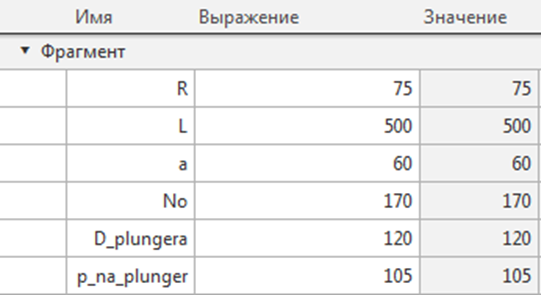 Имя Выражение Значение
Фрагмент
R 75 75
L 500 500
a 60 60
No 170 170
D_plungera 120 120
p_na_plunger 105 105